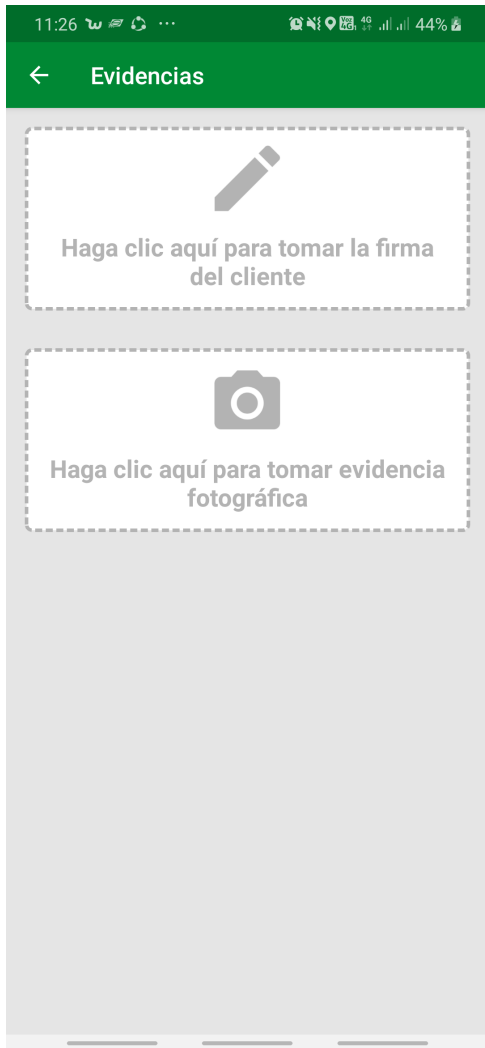 11:26 ··· 4G 44%
Evidencias
Haga clic aquí para tomar la firma
del cliente
Haga clic aquí para tomar evidencia
fotográfica